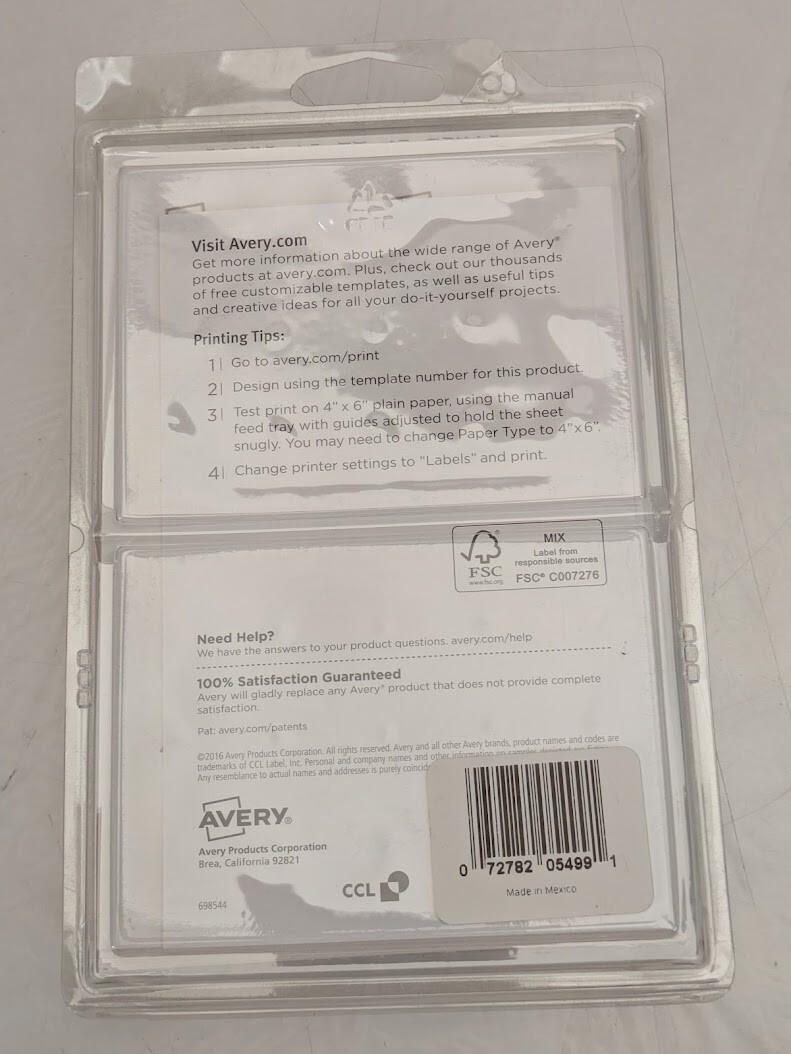 Visit Avery.com
Get more information about the wide range of Avery®
products at avery.com. Plus, check out our thousands
of free customizable templates, as well as useful tips
and creative ideas for all your do-it-yourself projects.
Printing Tips:
1| Go to avery.com/print
2| Design using the template number for this product.
3| Test print on 4" x 6" plain paper, using the manual
feed tray with guides adjusted to hold the sheet
snugly. You may need to change Paper Type to 4"x6".
4| Change printer settings to "Labels" and print.
MIX
Label from
responsible sources
FSC® C007276
FSC
www.fsc.org
Need Help?
We have the answers to your product questions. avery.com/help
100% Satisfaction Guaranteed
Avery will gladly replace any Avery® product that does not provide complete
satisfaction.
Pat: avery.com/patents
©2016 Avery Products Corporation. All rights reserved. Avery and all other Avery brands, product names and codes are
trademarks of CCL Label, Inc. Personal and company names and other information on samples depicted are
Any resemblance to actual names and addresses is purely
AVERY®
Avery Products Corporation
Brea, California 92821
CCL
698544
0 72782 05499 1
Made in Mexico